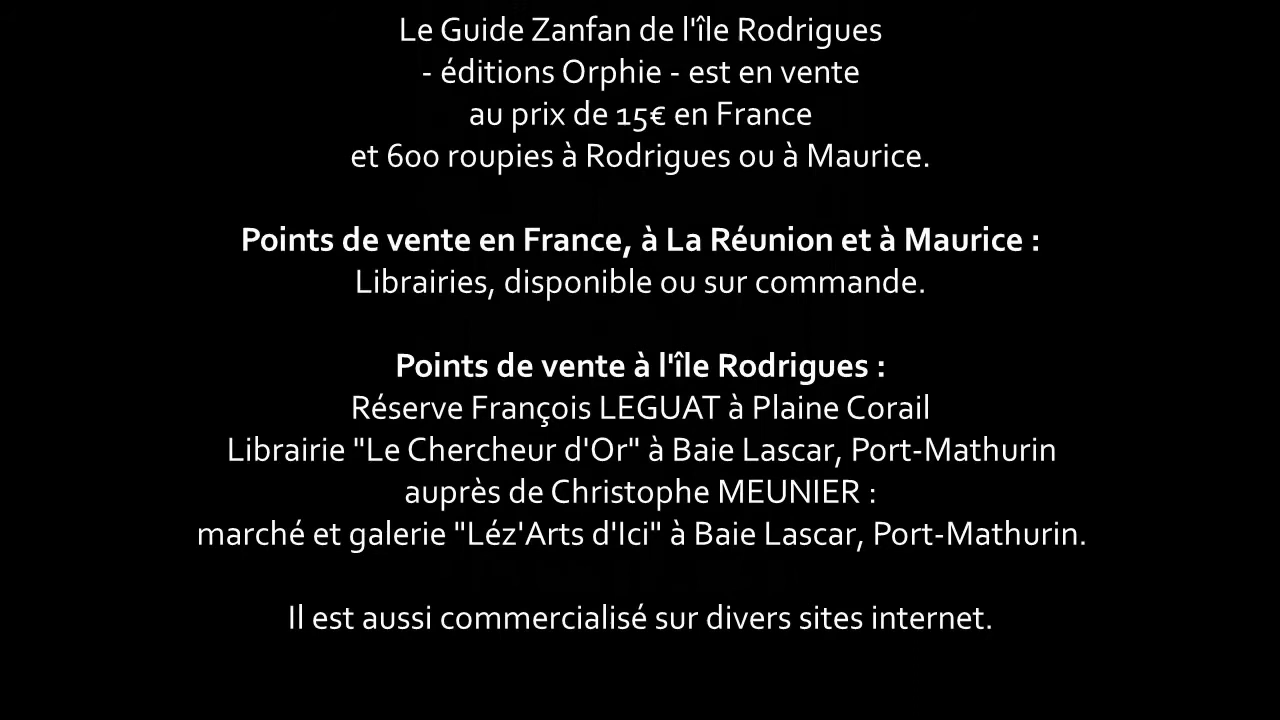 Le Guide Zanfan de l'île Rodrigues
- éditions Orphie - est en vente
au prix de 15€ en France
et 600 roupies à Rodrigues ou à Maurice.
Points de vente en France, à La Réunion et à Maurice :
Librairies, disponible ou sur commande.
Points de vente à l'île Rodrigues :
Réserve François LEGUAT à Plaine Corail
Librairie "Le Chercheur d'Or" à Baie Lascar, Port-Mathurin
auprès de Christophe MEUNIER :
marché et galerie "Léz'Arts d'Ici" à Baie Lascar, Port-Mathurin.
Il est aussi commercialisé sur divers sites internet.